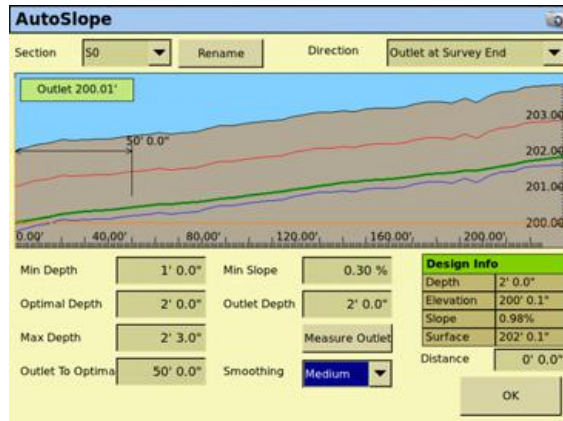 AutoSlope
Section S0 Rename Direction Outlet at Survey End
Outlet 200.01'
203.00
50' 0.0"
202.00
201.00
200.00
0.00' 40.00' 80.00' 120.00' 160.00' 200.00'
Min Depth 1' 0.0" Min Slope 0.30 % Design Info
Depth 2' 0.0"
Optimal Depth 2' 0.0" Outlet Depth 2' 0.0" Elevation 200' 0.1"
Slope 0.98%
Max Depth 2' 3.0" Measure Outlet Surface 202' 0.1"
Outlet To Optima 50' 0.0" Smoothing Medium Distance 0' 0.0"
OK